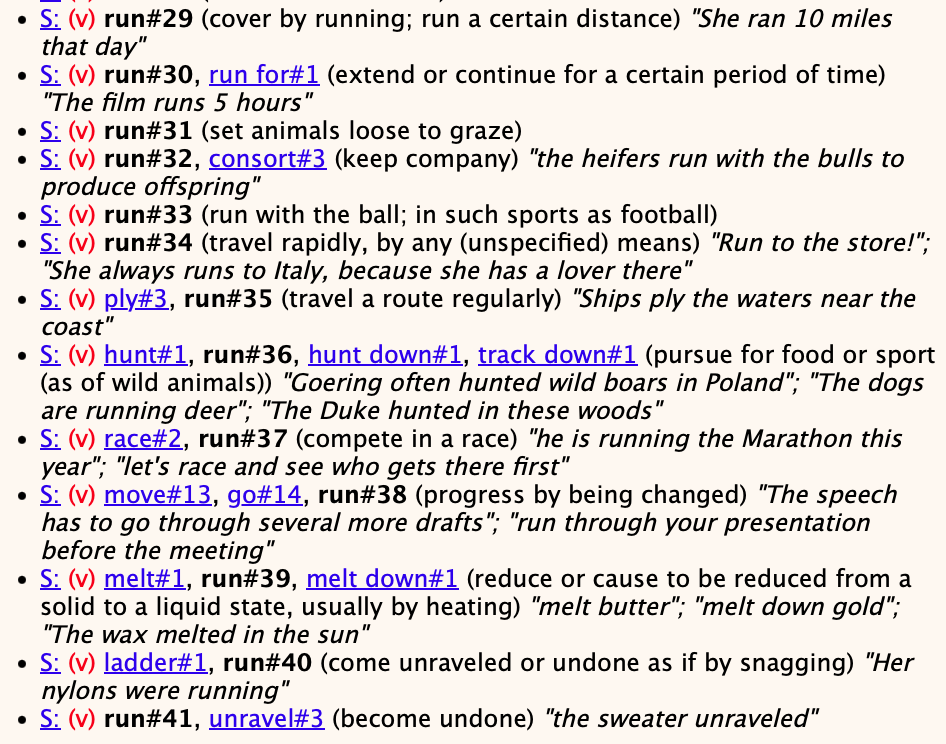 • S: (v) run#29 (cover by running; run a certain distance) "She ran 10 miles
that day"
• S: (v) run#30, run for#1 (extend or continue for a certain period of time)
"The film runs 5 hours"
• S: (v) run#31 (set animals loose to graze)
• S: (v) run#32, consort#3 (keep company) "the heifers run with the bulls to
produce offspring"
• S: (v) run#33 (run with the ball; in such sports as football)
• S: (v) run#34 (travel rapidly, by any (unspecified) means) "Run to the store!";
"She always runs to Italy, because she has a lover there"
• S: (v) ply#3, run#35 (travel a route regularly) "Ships ply the waters near the
coast"
• S: (v) hunt#1, run#36, hunt down#1, track down#1 (pursue for food or sport
(as of wild animals)) "Goering often hunted wild boars in Poland"; "The dogs
are running deer"; "The Duke hunted in these woods"
• S: (v) race#2, run#37 (compete in a race) "he is running the Marathon this
year"; "let's race and see who gets there first"
• S: (v) move#13, go#14, run#38 (progress by being changed) "The speech
has to go through several more drafts"; "run through your presentation
before the meeting"
• S: (v) melt#1, run#39, melt down#1 (reduce or cause to be reduced from a
solid to a liquid state, usually by heating) "melt butter"; "melt down gold";
"The wax melted in the sun"
• S: (v) ladder#1, run#40 (come unraveled or undone as if by snagging) "Her
nylons were running"
• S: (v) run#41, unravel#3 (become undone) "the sweater unraveled"